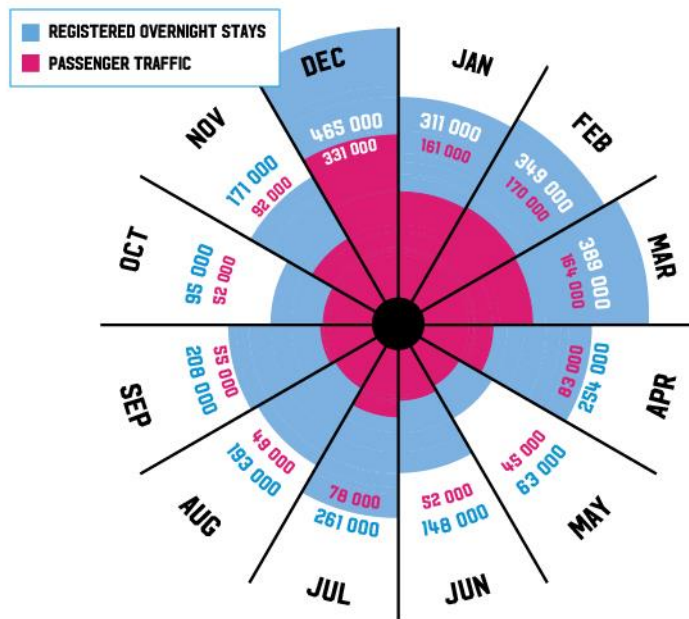 REGISTERED OVERNIGHT STAYS
PASSENGER TRAFFIC
DEC
465 000
331 000
JAN
311 000
161 000
FEB
349 000
170 000
MAR
389 000
164 000
APR
83 000
254 000
MAY
45 000
63 000
JUN
52 000
148 000
JUL
78 000
261 000
AUG
49 000
193 000
SEP
55 000
208 000
OCT
95 000
52 000
NOV
171 000
92 000